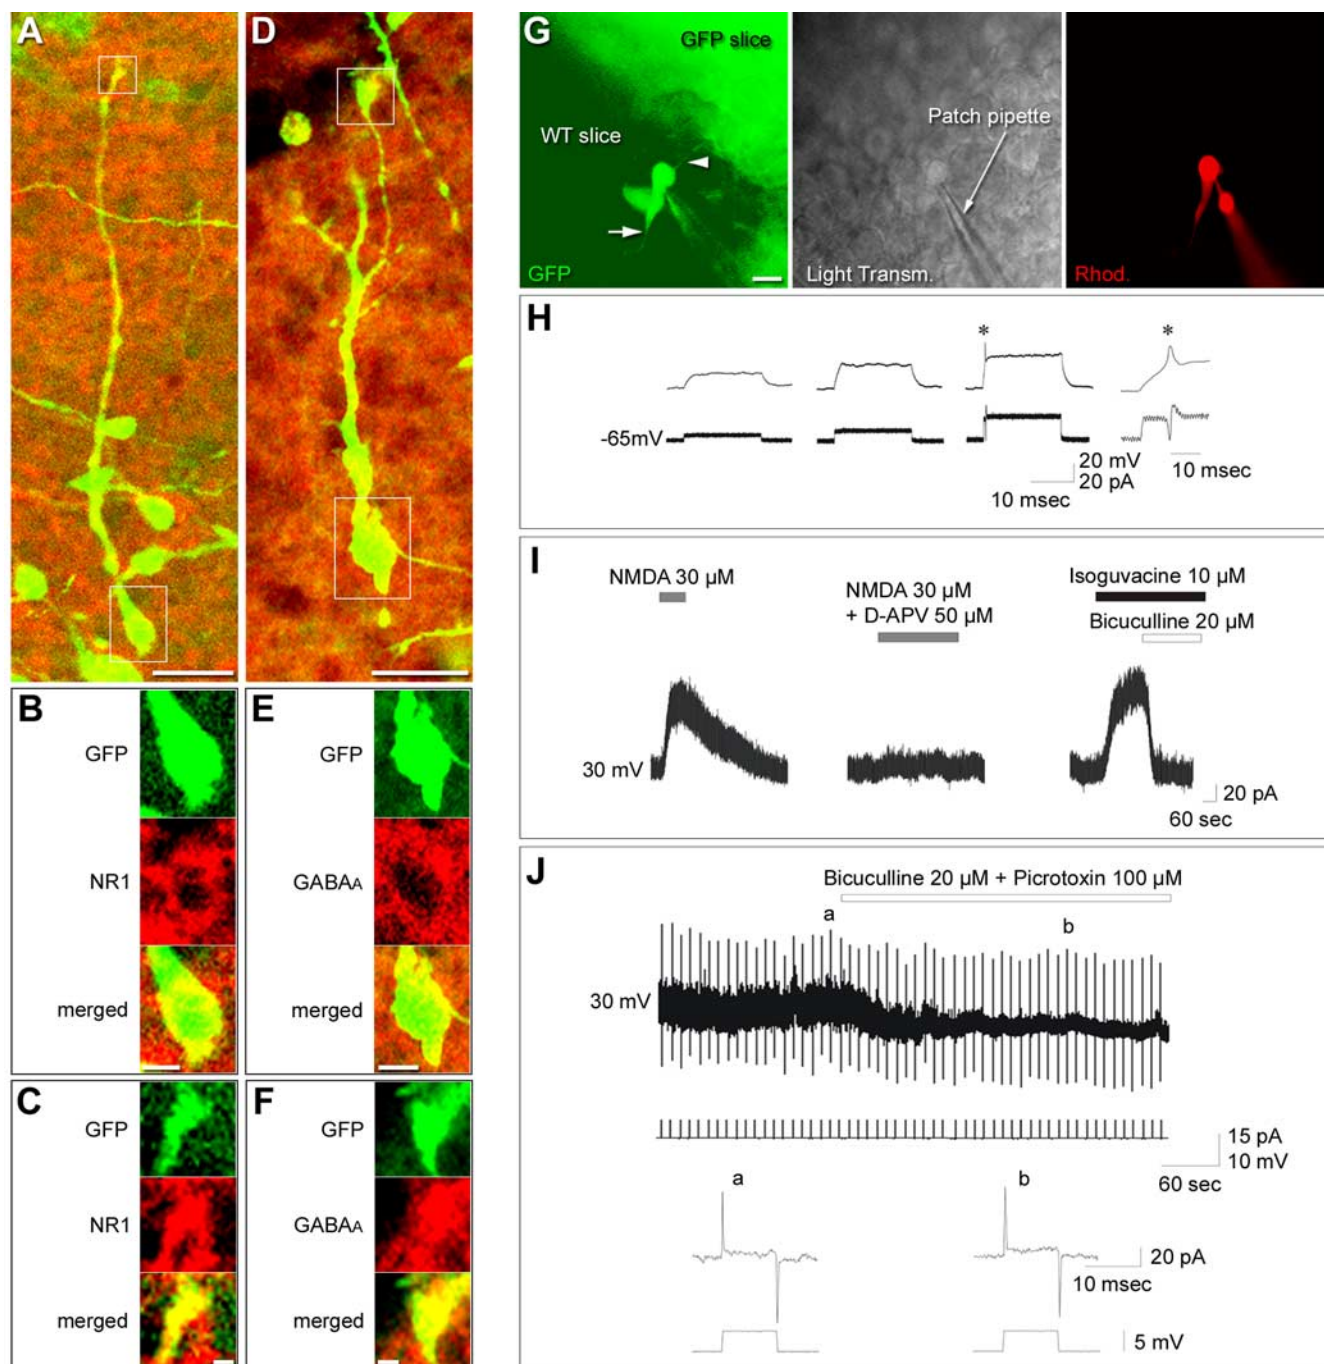 A
D
B
GFP
NR1
merged
E
GFP
GABAA
merged
C
GFP
NR1
merged
F
GFP
GABAA
merged
G
GFP slice
WT slice
GFP
Patch pipette
Light Transm.
Rhod.
H
* *
-65mV
20 mV
20 pA
10 msec
10 msec
I
NMDA 30 µM
NMDA 30 µM
+ D-APV 50 µM
Isoguvacine 10 µM
Bicuculline 20 µM
30 mV
20 pA
60 sec
J
Bicuculline 20 µM + Picrotoxin 100 µM
a
b
30 mV
15 pA
10 mV
60 sec
a
b
20 pA
10 msec
5 mV